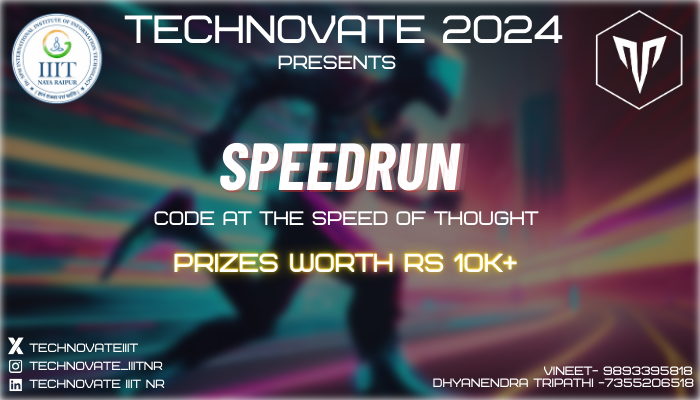 TECHNOVATE 2024
PRESENTS
IIIT
NAYA RAIPUR
SPEEDRUN
CODE AT THE SPEED OF THOUGHT
PRIZES WORTH RS 10K+
X TECHNOVATEIIIT
TECHNOVATE_IIITNR
in TECHNOVATE IIIT NR
VINEET- 9893395818
DHYANENDRA TRIPATHI -7355206518